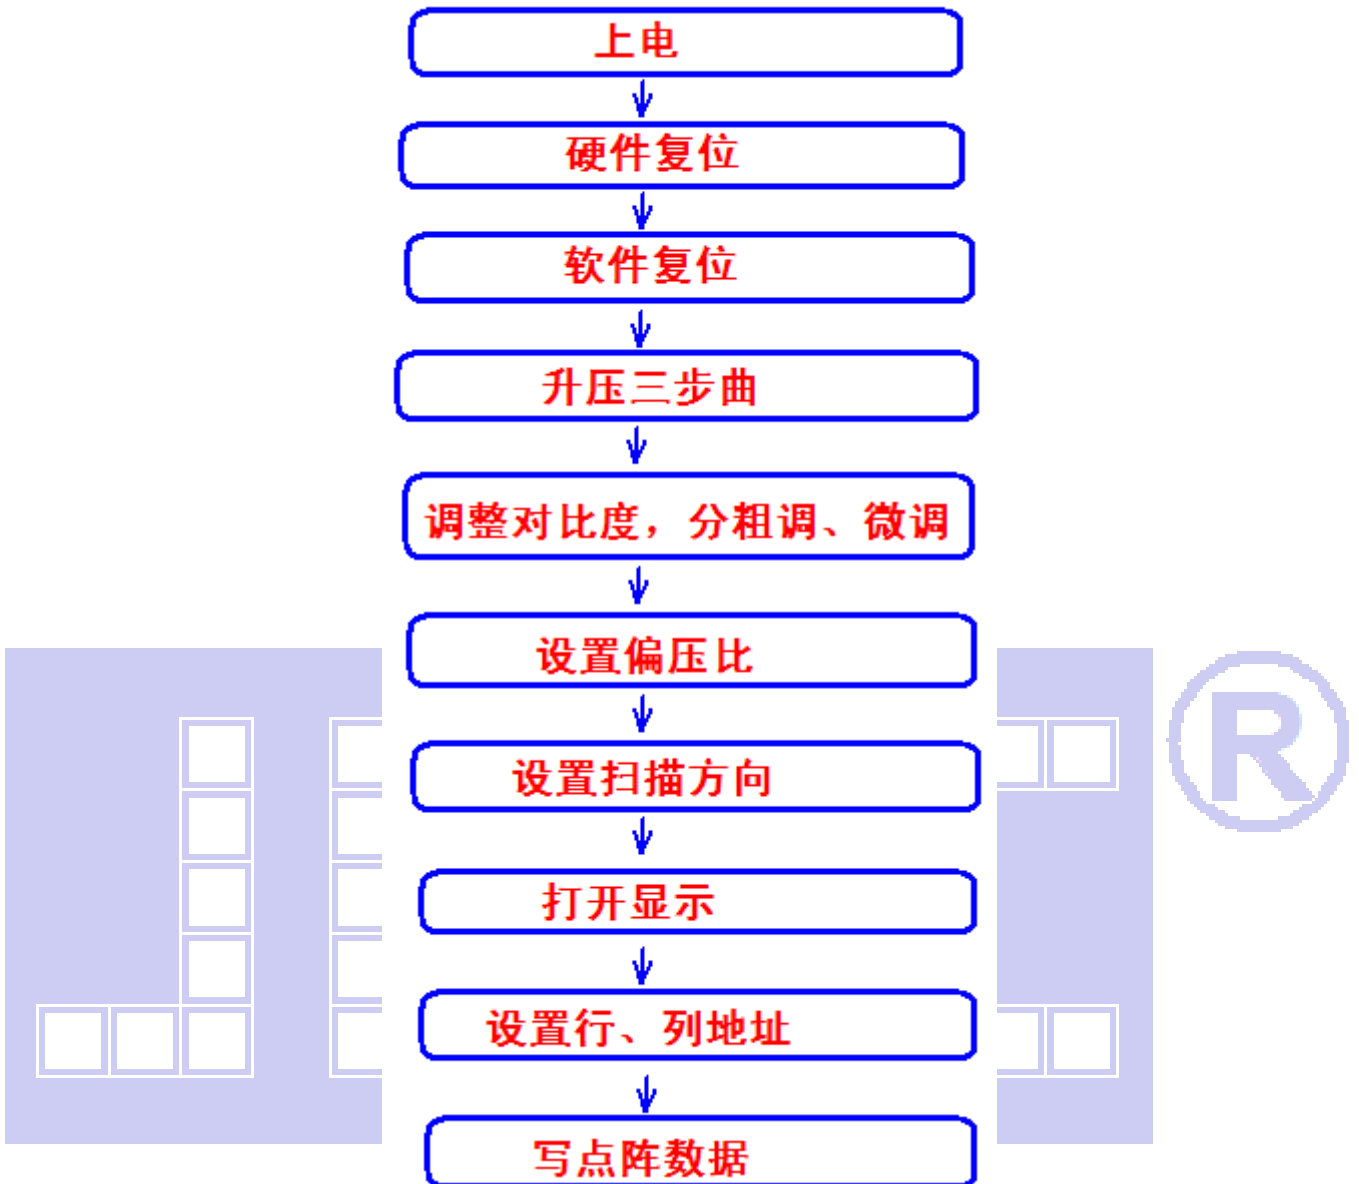 上电
硬件复位
软件复位
升压三步曲
调整对比度，分粗调、微调
设置偏压比
设置扫描方向
打开显示
设置行、列地址
写点阵数据
R